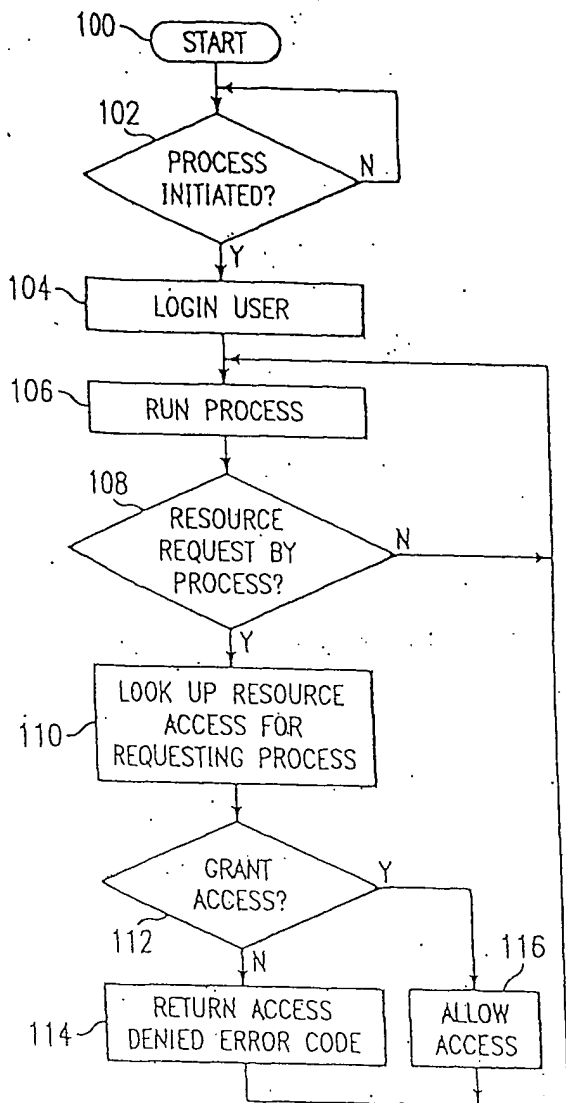 100
START
102
PROCESS
INITIATED?
N
Y
104
LOGIN USER
106
RUN PROCESS
108
RESOURCE
REQUEST BY
PROCESS?
N
Y
110
LOOK UP RESOURCE
ACCESS FOR
REQUESTING PROCESS
GRANT
ACCESS?
Y
112
N
116
114
RETURN ACCESS
DENIED ERROR CODE
ALLOW
ACCESS